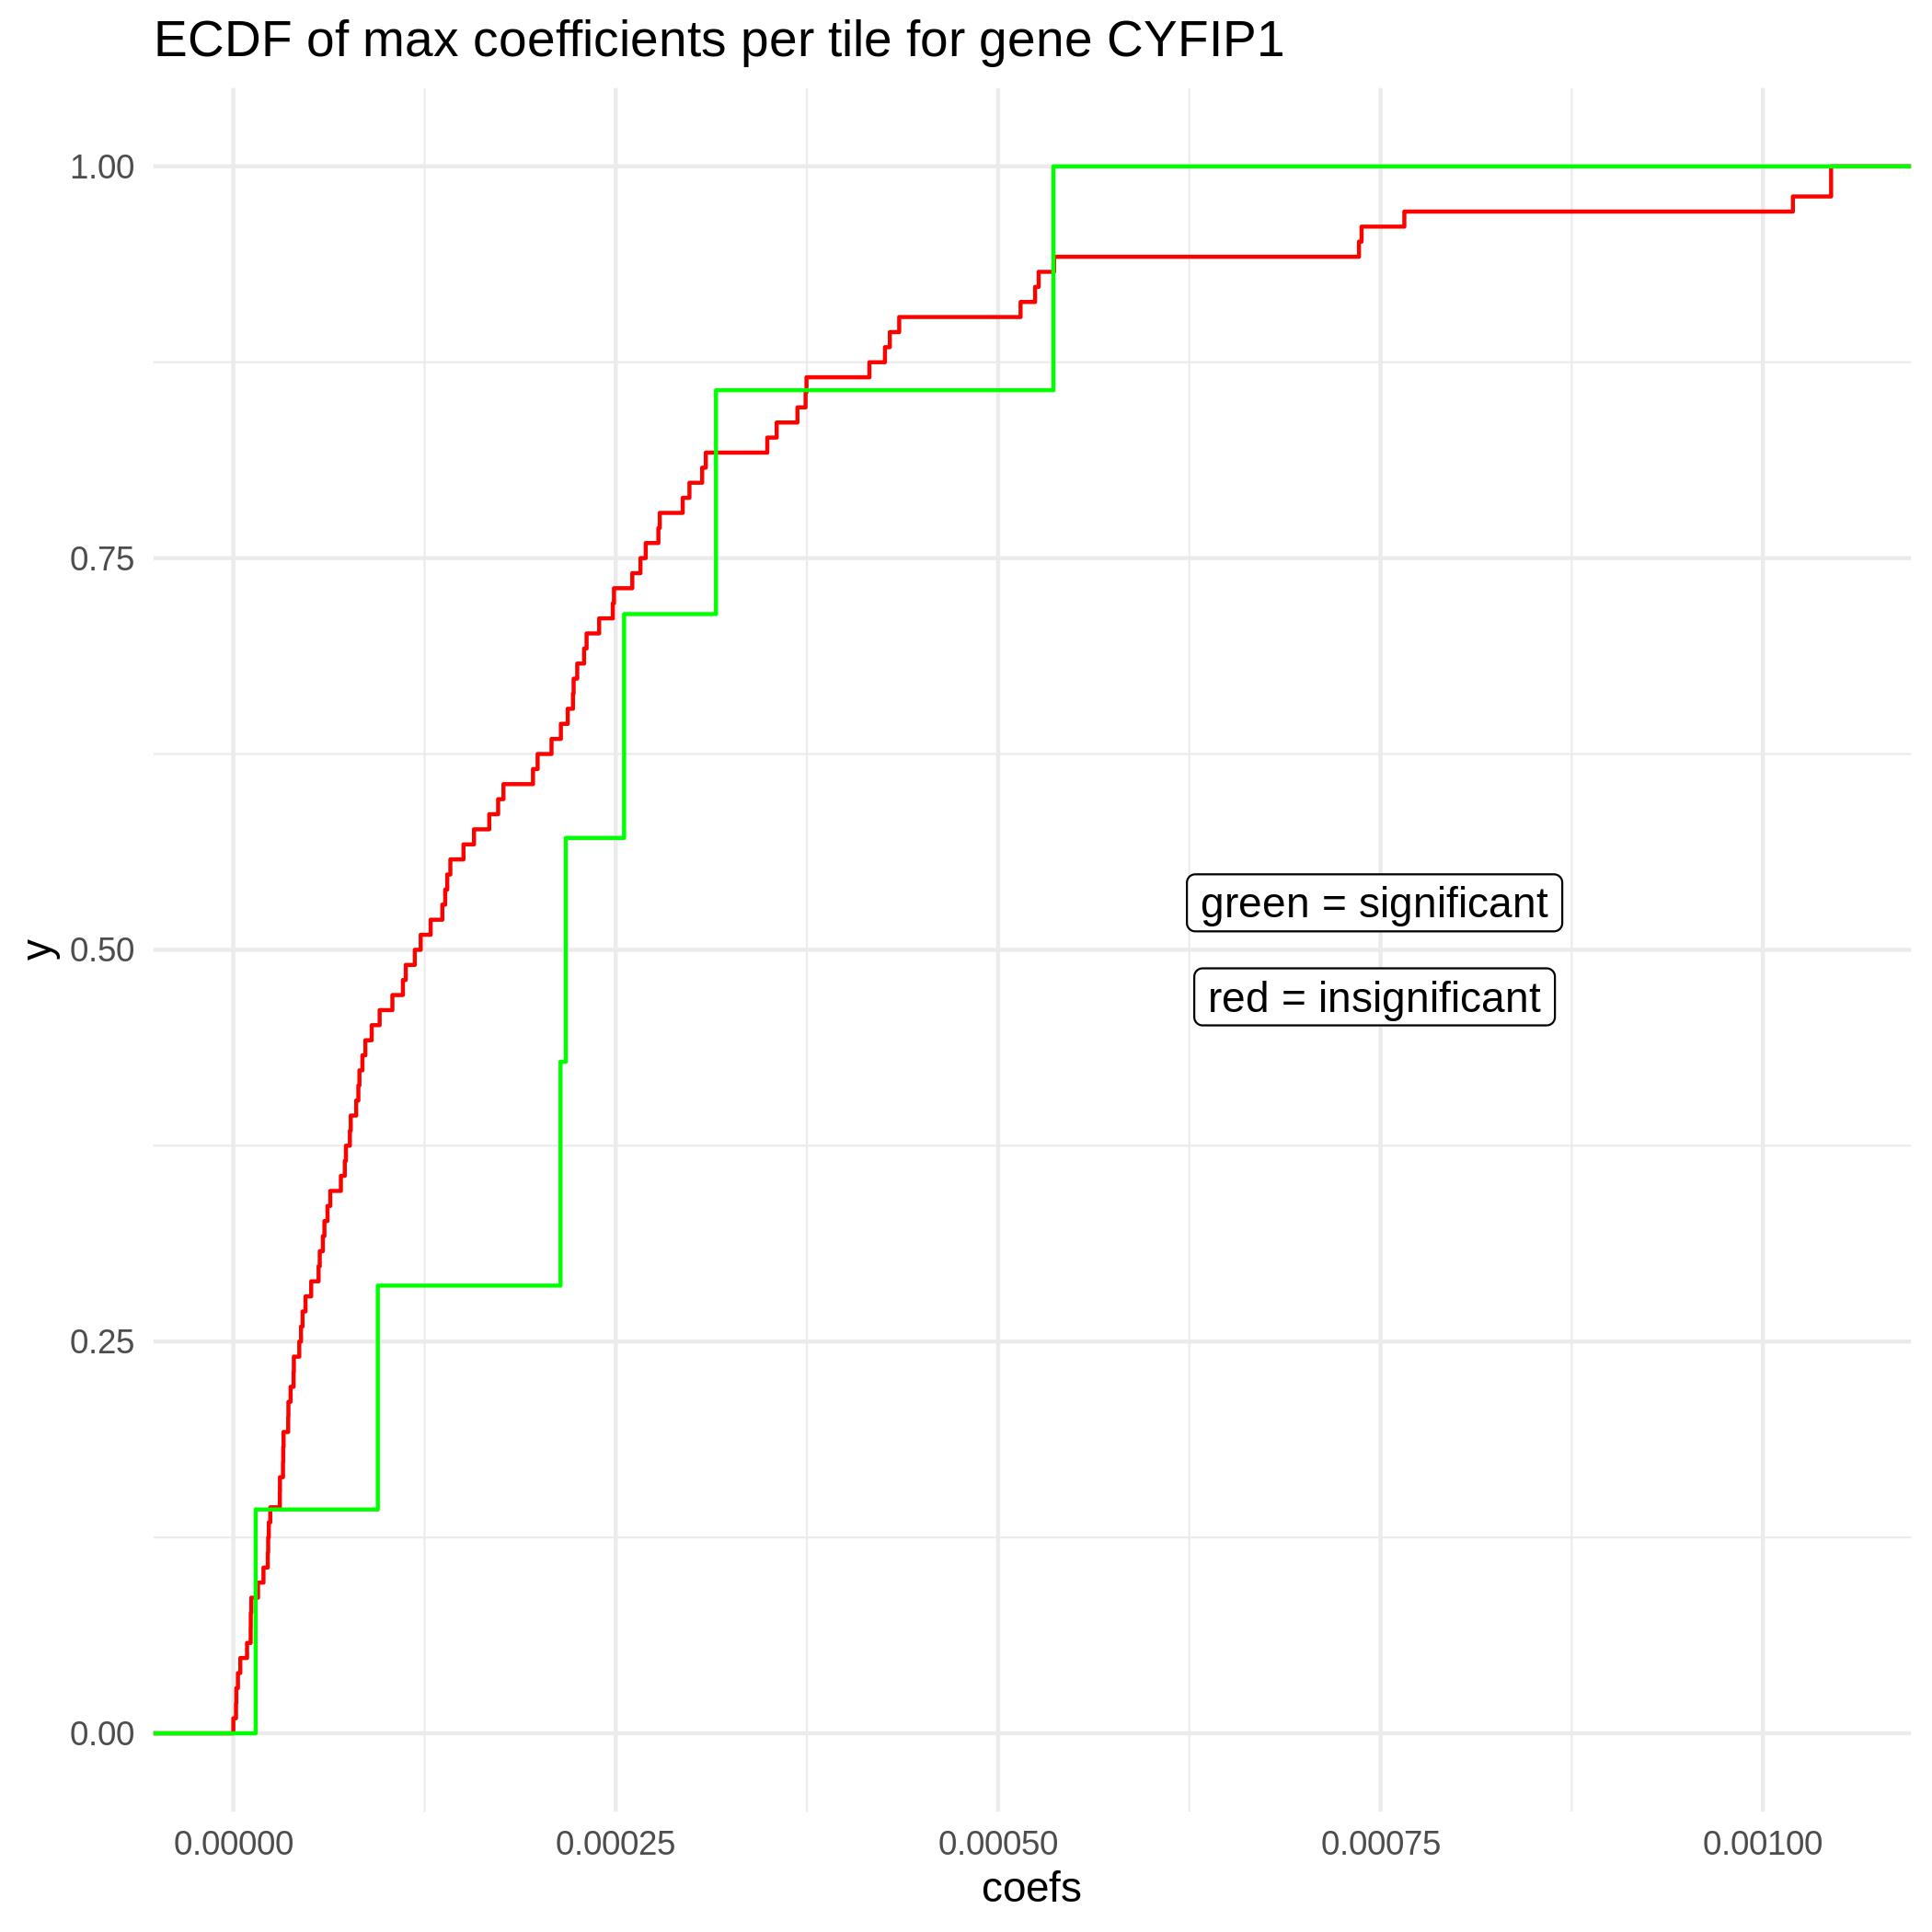 ECDF of max coefficients per tile for gene CYFIP1
1.00
0.75
0.50
0.25
0.00
y
green = significant
red = insignificant
0.00000 0.00025 0.00050 0.00075 0.00100
coefs